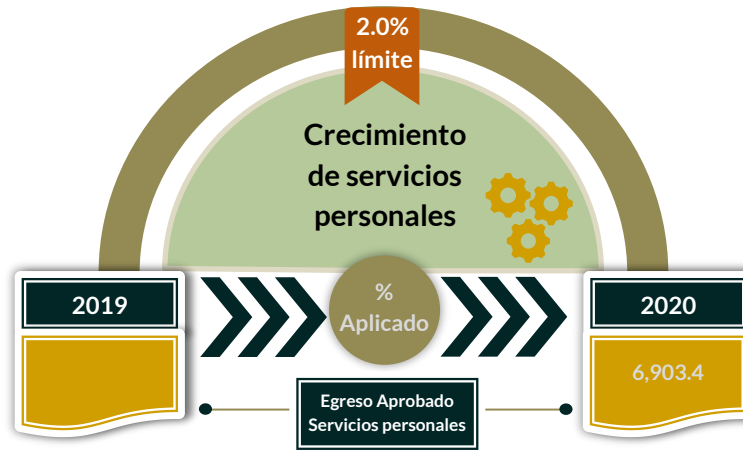 2.0%
límite
Crecimiento
de servicios
personales
2019
%
Aplicado
2020
6,903.4
Egreso Aprobado
Servicios personales